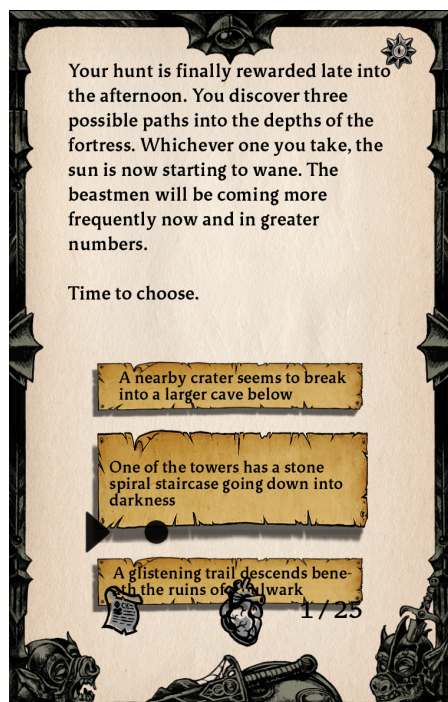 Your hunt is finally rewarded late into
the afternoon. You discover three
possible paths into the depths of the
fortress. Whichever one you take, the
sun is now starting to wane. The
beastmen will be coming more
frequently now and in greater
numbers.
Time to choose.
A nearby crater seems to break
into a larger cave below
One of the towers has a stone
spiral staircase going down into
darkness
A glistening trail descends bene-
ath the ruins of
1/25